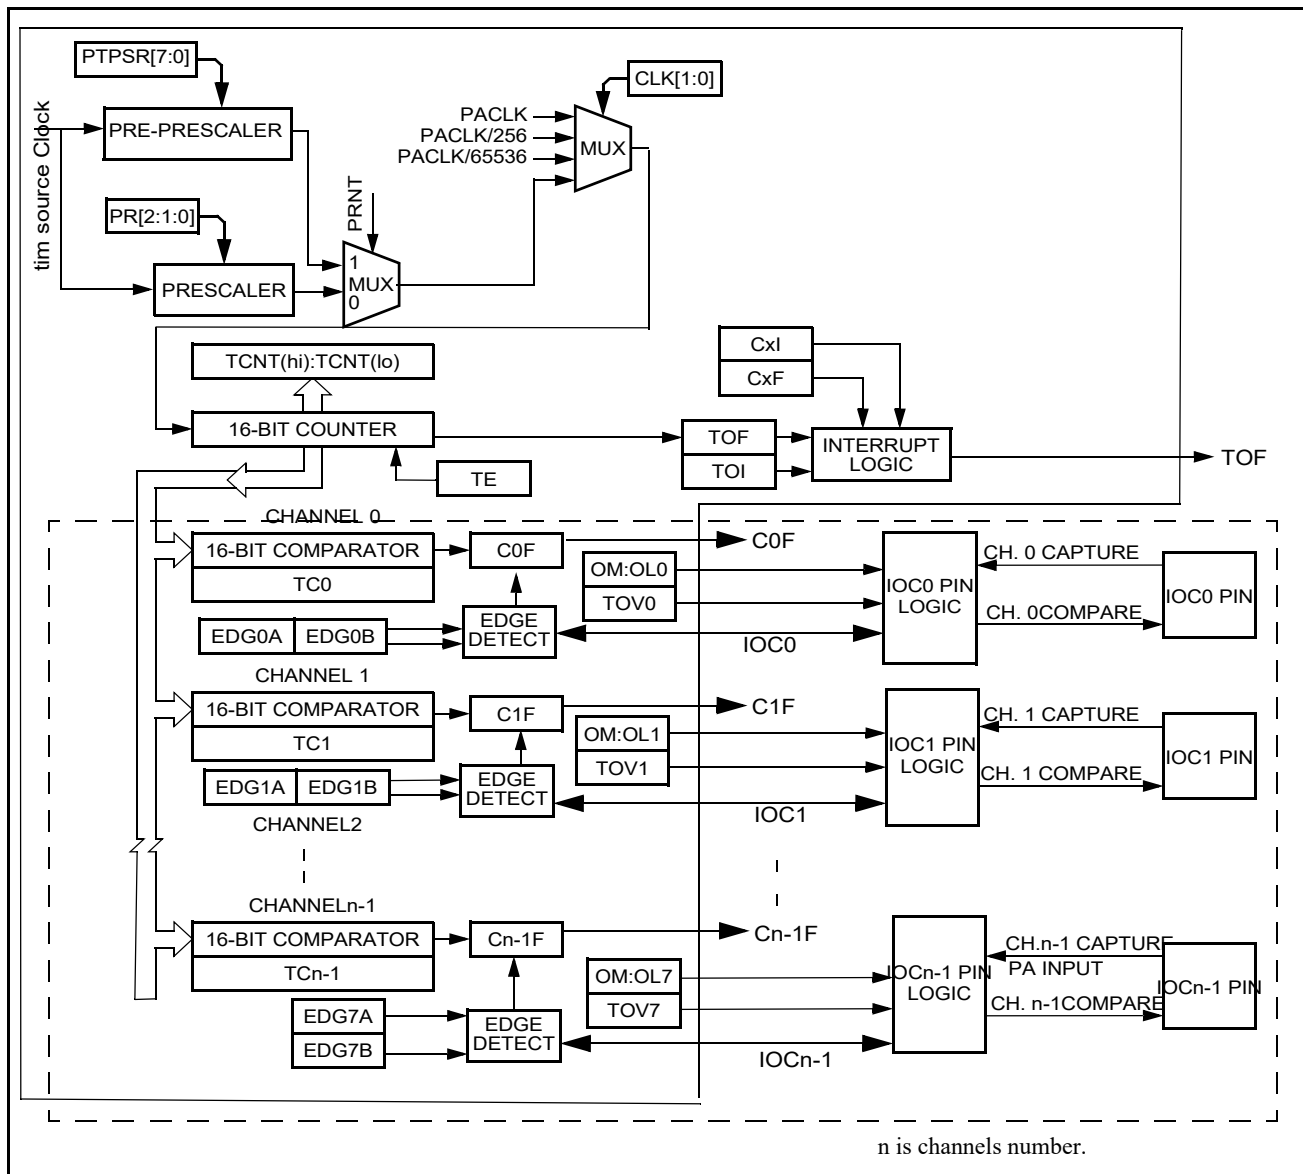 PTPSR[7:0]
CLK[1:0]
tim source Clock
PRE-PRESCALER
PACLK
PACLK/256
PACLK/65536
MUX
PR[2:1:0]
PRNT
1
MUX
0
PRESCALER
TCNT(hi):TCNT(lo)
CxI
CxF
16-BIT COUNTER
TOF
TOI
INTERRUPT
LOGIC
TOF
TE
CHANNEL 0
16-BIT COMPARATOR
TC0
C0F
C0F
OM:OL0
TOV0
IOC0 PIN
LOGIC
CH. 0 CAPTURE
CH. 0COMPARE
IOC0 PIN
EDG0A
EDG0B
EDGE
DETECT
IOC0
CHANNEL 1
16-BIT COMPARATOR
TC1
C1F
C1F
OM:OL1
TOV1
IOC1 PIN
LOGIC
CH. 1 CAPTURE
CH. 1 COMPARE
IOC1 PIN
EDG1A
EDG1B
EDGE
DETECT
IOC1
CHANNEL2
CHANNELn-1
16-BIT COMPARATOR
TCn-1
Cn-1F
Cn-1F
OM:OL7
TOV7
IOCn-1 PIN
LOGIC
CH.n-1 CAPTURE
PA INPUT
CH. n-1COMPARE
IOCn-1 PIN
EDG7A
EDG7B
EDGE
DETECT
IOCn-1
n is channels number.